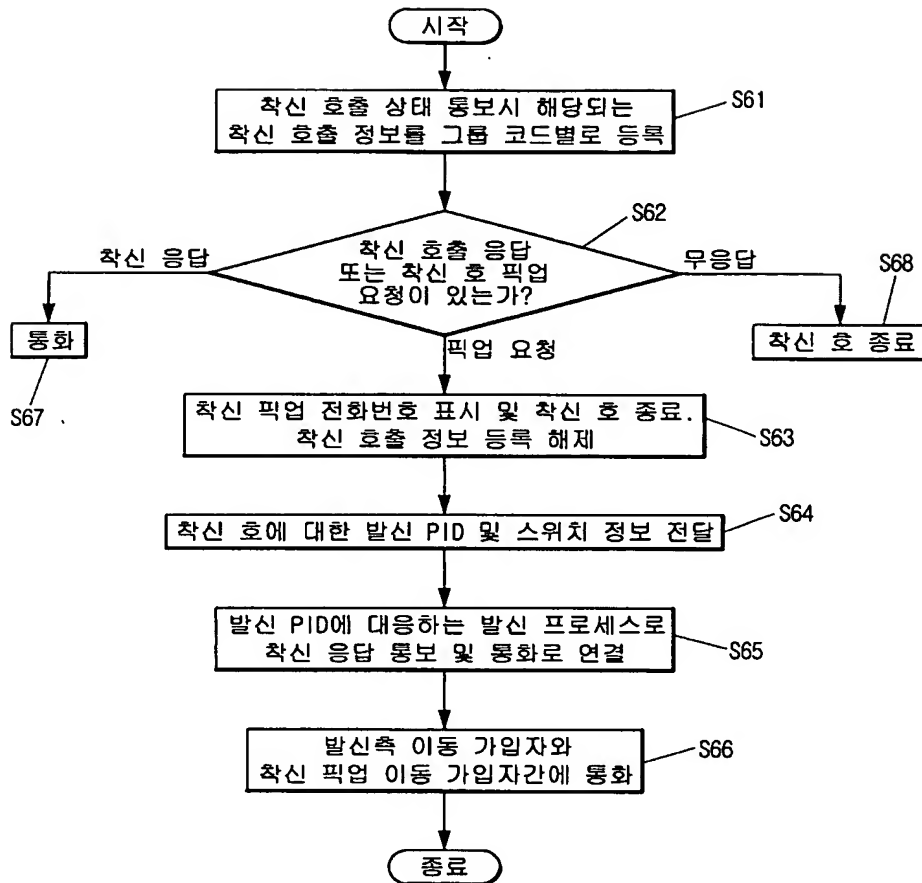 시작
착신 호출 상태 통보시 해당되는
착신 호출 정보를 그룹 코드별로 등록
S61
S62
착신 호출 응답
또는 착신 호 픽업
요청이 있는가?
착신 응답
무응답
S68
통화
착신 호 종료
S67
픽업 요청
착신 픽업 전화번호 표시 및 착신 호 종료.
착신 호출 정보 등록 해제
S63
착신 호에 대한 발신 PID 및 스위치 정보 전달
S64
발신 PID에 대응하는 발신 프로세스로
착신 응답 통보 및 통화로 연결
S65
발신측 이동 가입자와
착신 픽업 이동 가입자간에 통화
S66
종료